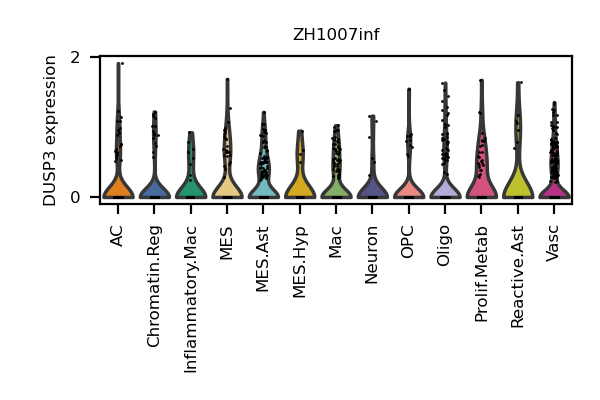 ZH1007inf
DUSP3 expression
2
0
AC
Chromatin.Reg
Inflammatory.Mac
MES
MES.Ast
MES.Hyp
Mac
Neuron
OPC
Oligo
Prolif.Metab
Reactive.Ast
Vasc